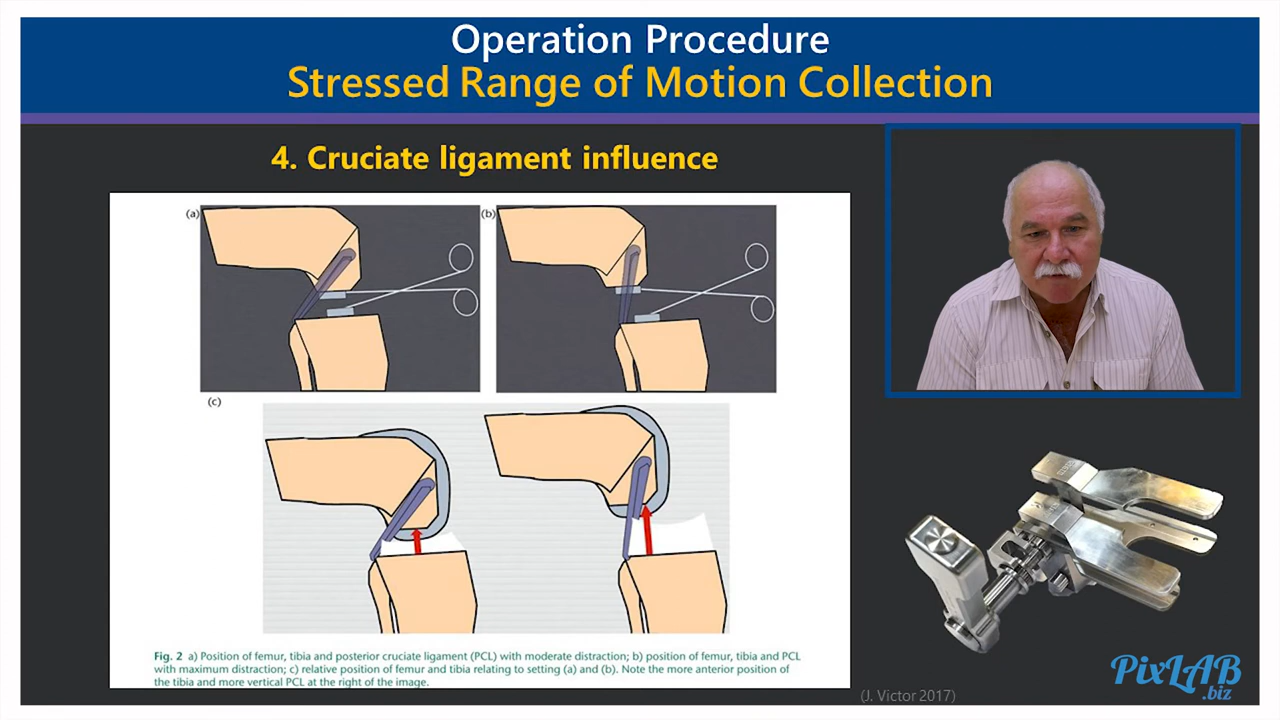 Operation Procedure
Stressed Range of Motion Collection
4. Cruciate ligament influence
(a)
(b)
(c)
Fig. 2 a) Position of femur, tibia and posterior cruciate ligament (PCL) with moderate distraction; b) position of femur, tibia and PCL
with maximum distraction; c) relative position of femur and tibia relating to setting (a) and (b). Note the more anterior position of
the tibia and more vertical PCL at the right of the image.
(J. Victor 2017)
PixLAB
.biz